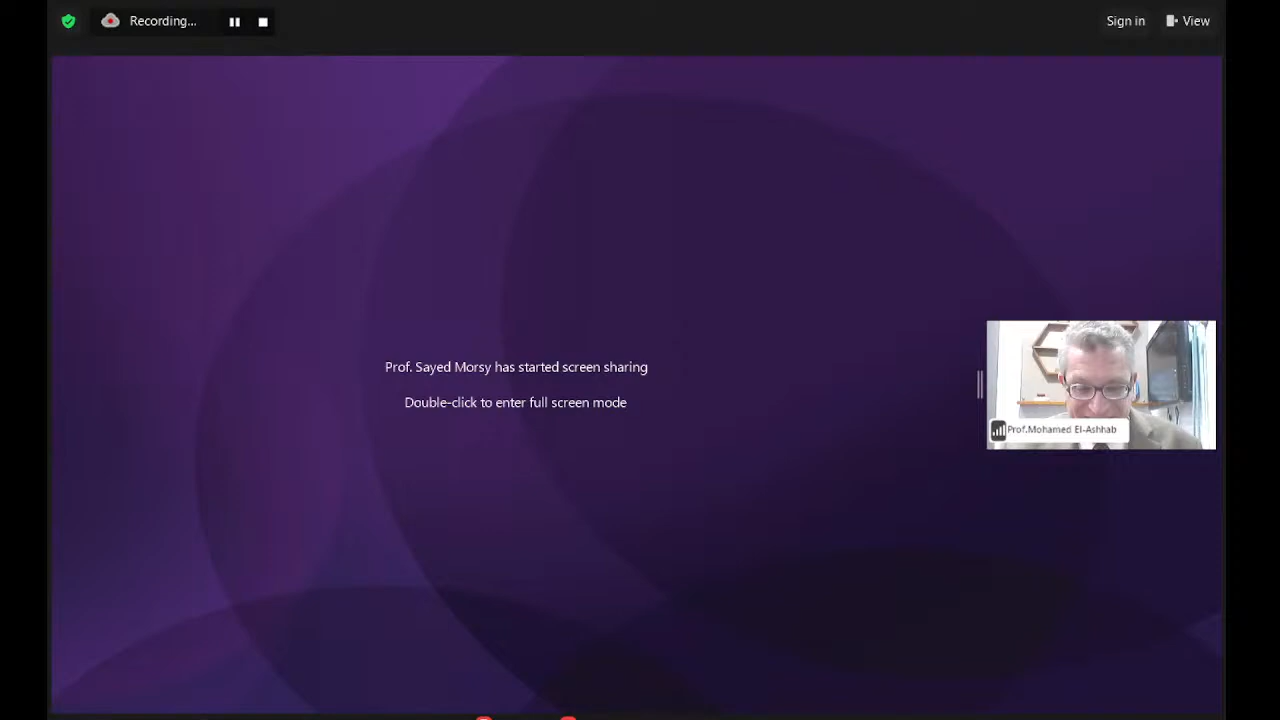 Recording...
Sign in
View
Prof. Sayed Morsy has started screen sharing
Double-click to enter full screen mode
Prof.Mohamed El-Ashhab